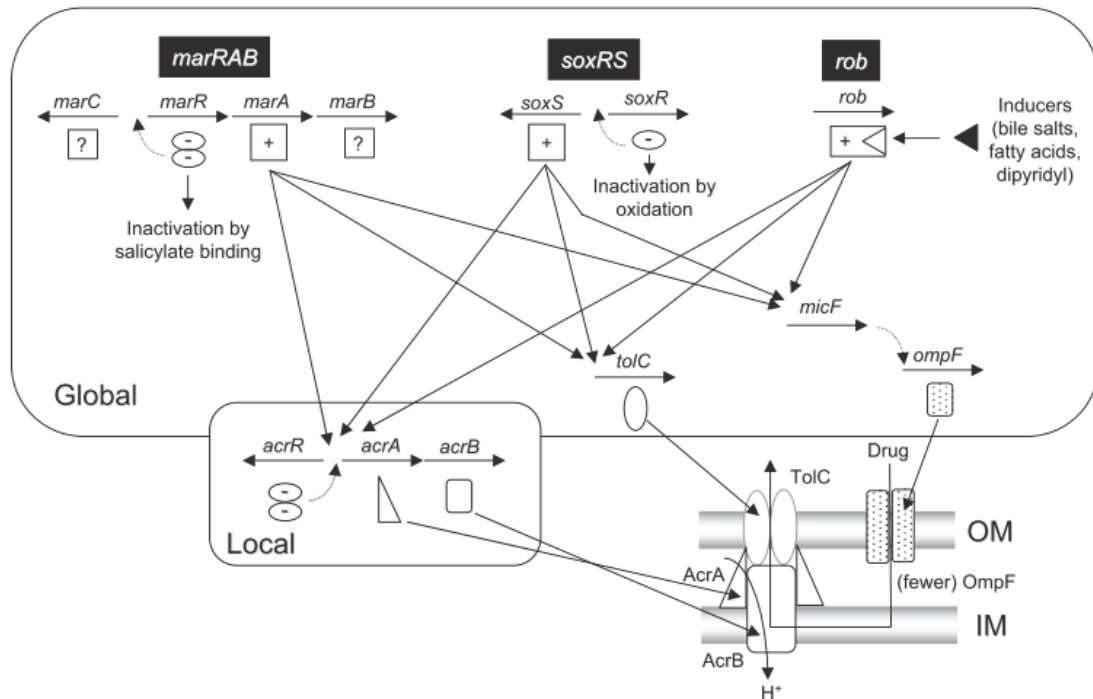 marRAB
soxRS
rob
marC
marR
marA
marB
soxS
soxR
rob
?
-
-
+
?
+
-
+
Inducers
(bile salts,
fatty acids,
dipyridyl)
Inactivation by
salicylate binding
Inactivation by
oxidation
micF
tolC
ompF
Global
acrR
acrA
acrB
-
-
Local
Drug
TolC
OM
AcrA
(fewer) OmpF
IM
AcrB
H⁺